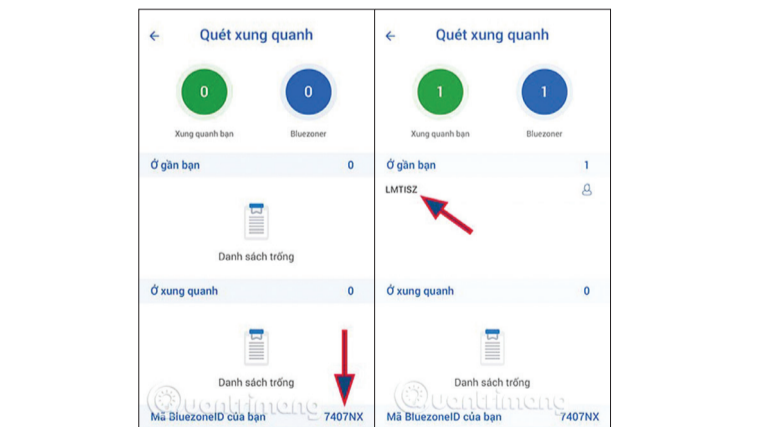 Quét xung quanh
0
0
Xung quanh bạn
Bluezoner
Ở gần bạn
0
Danh sách trống
Ở xung quanh
0
Danh sách trống
Mã BluezoneID của bạn
7407NX
Quét xung quanh
1
1
Xung quanh bạn
Bluezoner
Ở gần bạn
1
LMTISZ
Ở xung quanh
0
Danh sách trống
Mã BluezoneID của bạn
7407NX
Quantrimang
Quantrimang